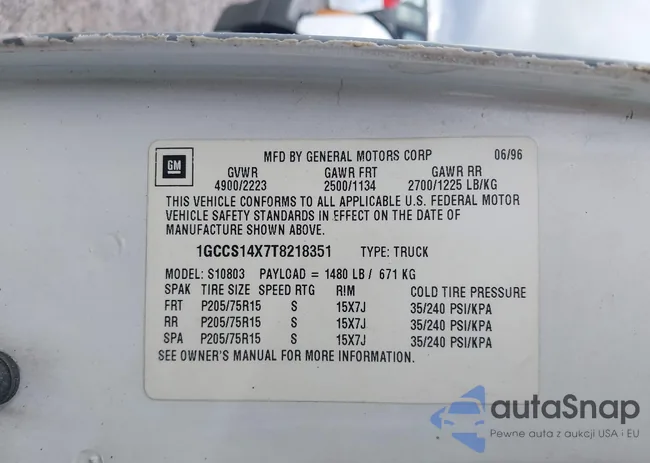 GM
MFD BY GENERAL MOTORS CORP 06/96
GVWR GAWR FRT GAWR RR
4900/2223 2500/1134 2700/1225 LB/KG
THIS VEHICLE CONFORMS TO ALL APPLICABLE U.S. FEDERAL MOTOR
VEHICLE SAFETY STANDARDS IN EFFECT ON THE DATE OF
MANUFACTURE SHOWN ABOVE.
1GCCS14X7T8218351 TYPE: TRUCK
MODEL: S10803 PAYLOAD = 1480 LB/ 671 KG
SPAK TIRE SIZE SPEED RTG RIM COLD TIRE PRESSURE
FRT P205/75R15 S 15X7J 35/240 PSI/KPA
RR P205/75R15 S 15X7J 35/240 PSI/KPA
SPA P205/75R15 S 15X7J 35/240 PSI/KPA
SEE OWNER'S MANUAL FOR MORE INFORMATION.
autaSnap
Pewne auta z aukcji USA i EU